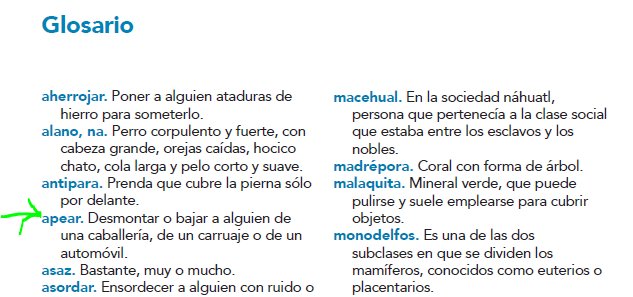 Glosario
aherrojar. Poner a alguien ataduras de
hierro para someterlo.
alano, na. Perro corpulento y fuerte, con
cabeza grande, orejas caídas, hocico
chato, cola larga y pelo corto y suave.
antipara. Prenda que cubre la pierna sólo
por delante.
apear. Desmontar o bajar a alguien de
una caballería, de un carruaje o de un
automóvil.
asaz. Bastante, muy o mucho.
asordar. Ensordecer a alguien con ruido o
macehual. En la sociedad náhuatl,
persona que pertenecía a la clase social
que estaba entre los esclavos y los
nobles.
madrépora. Coral con forma de árbol.
malaquita. Mineral verde, que puede
pulirse y suele emplearse para cubrir
objetos.
monodelfos. Es una de las dos
subclases en que se dividen los
mamíferos, conocidos como euterios o
placentarios.